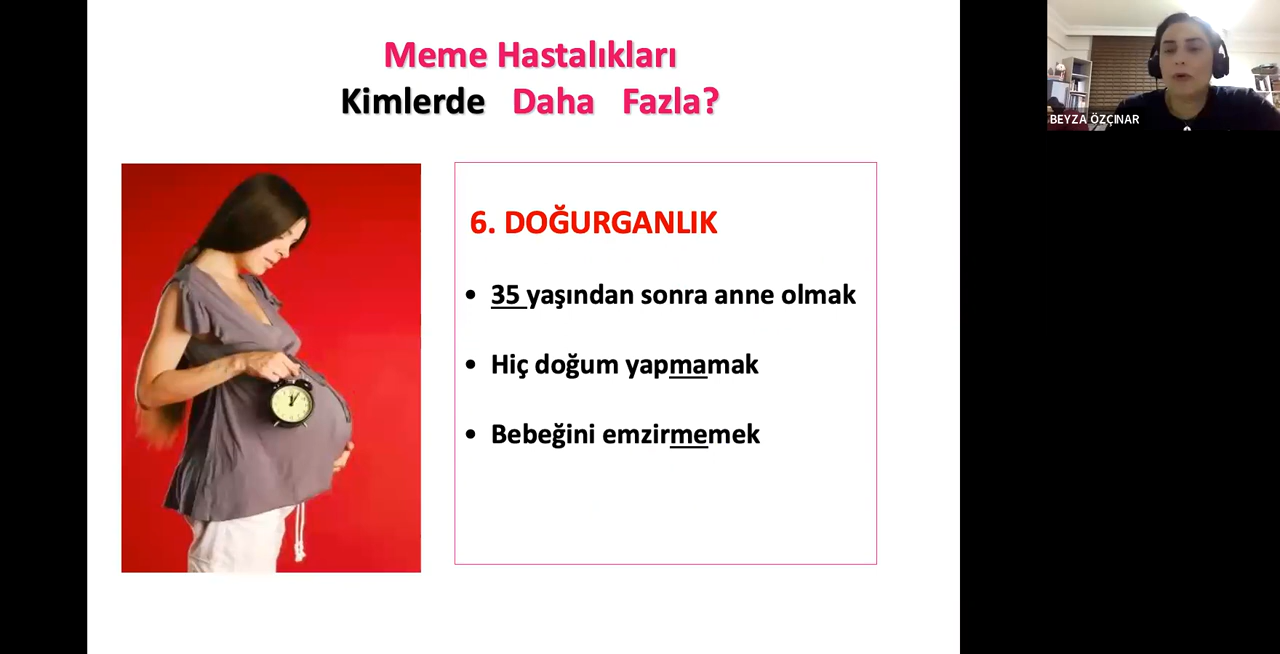 Meme Hastalıkları
Kimlerde Daha Fazla?
6. DOĞURGANLIK
• 35 yaşından sonra anne olmak
• Hiç doğum yapmamak
• Bebeğini emzirmemek
BEYZA ÖZÇINAR